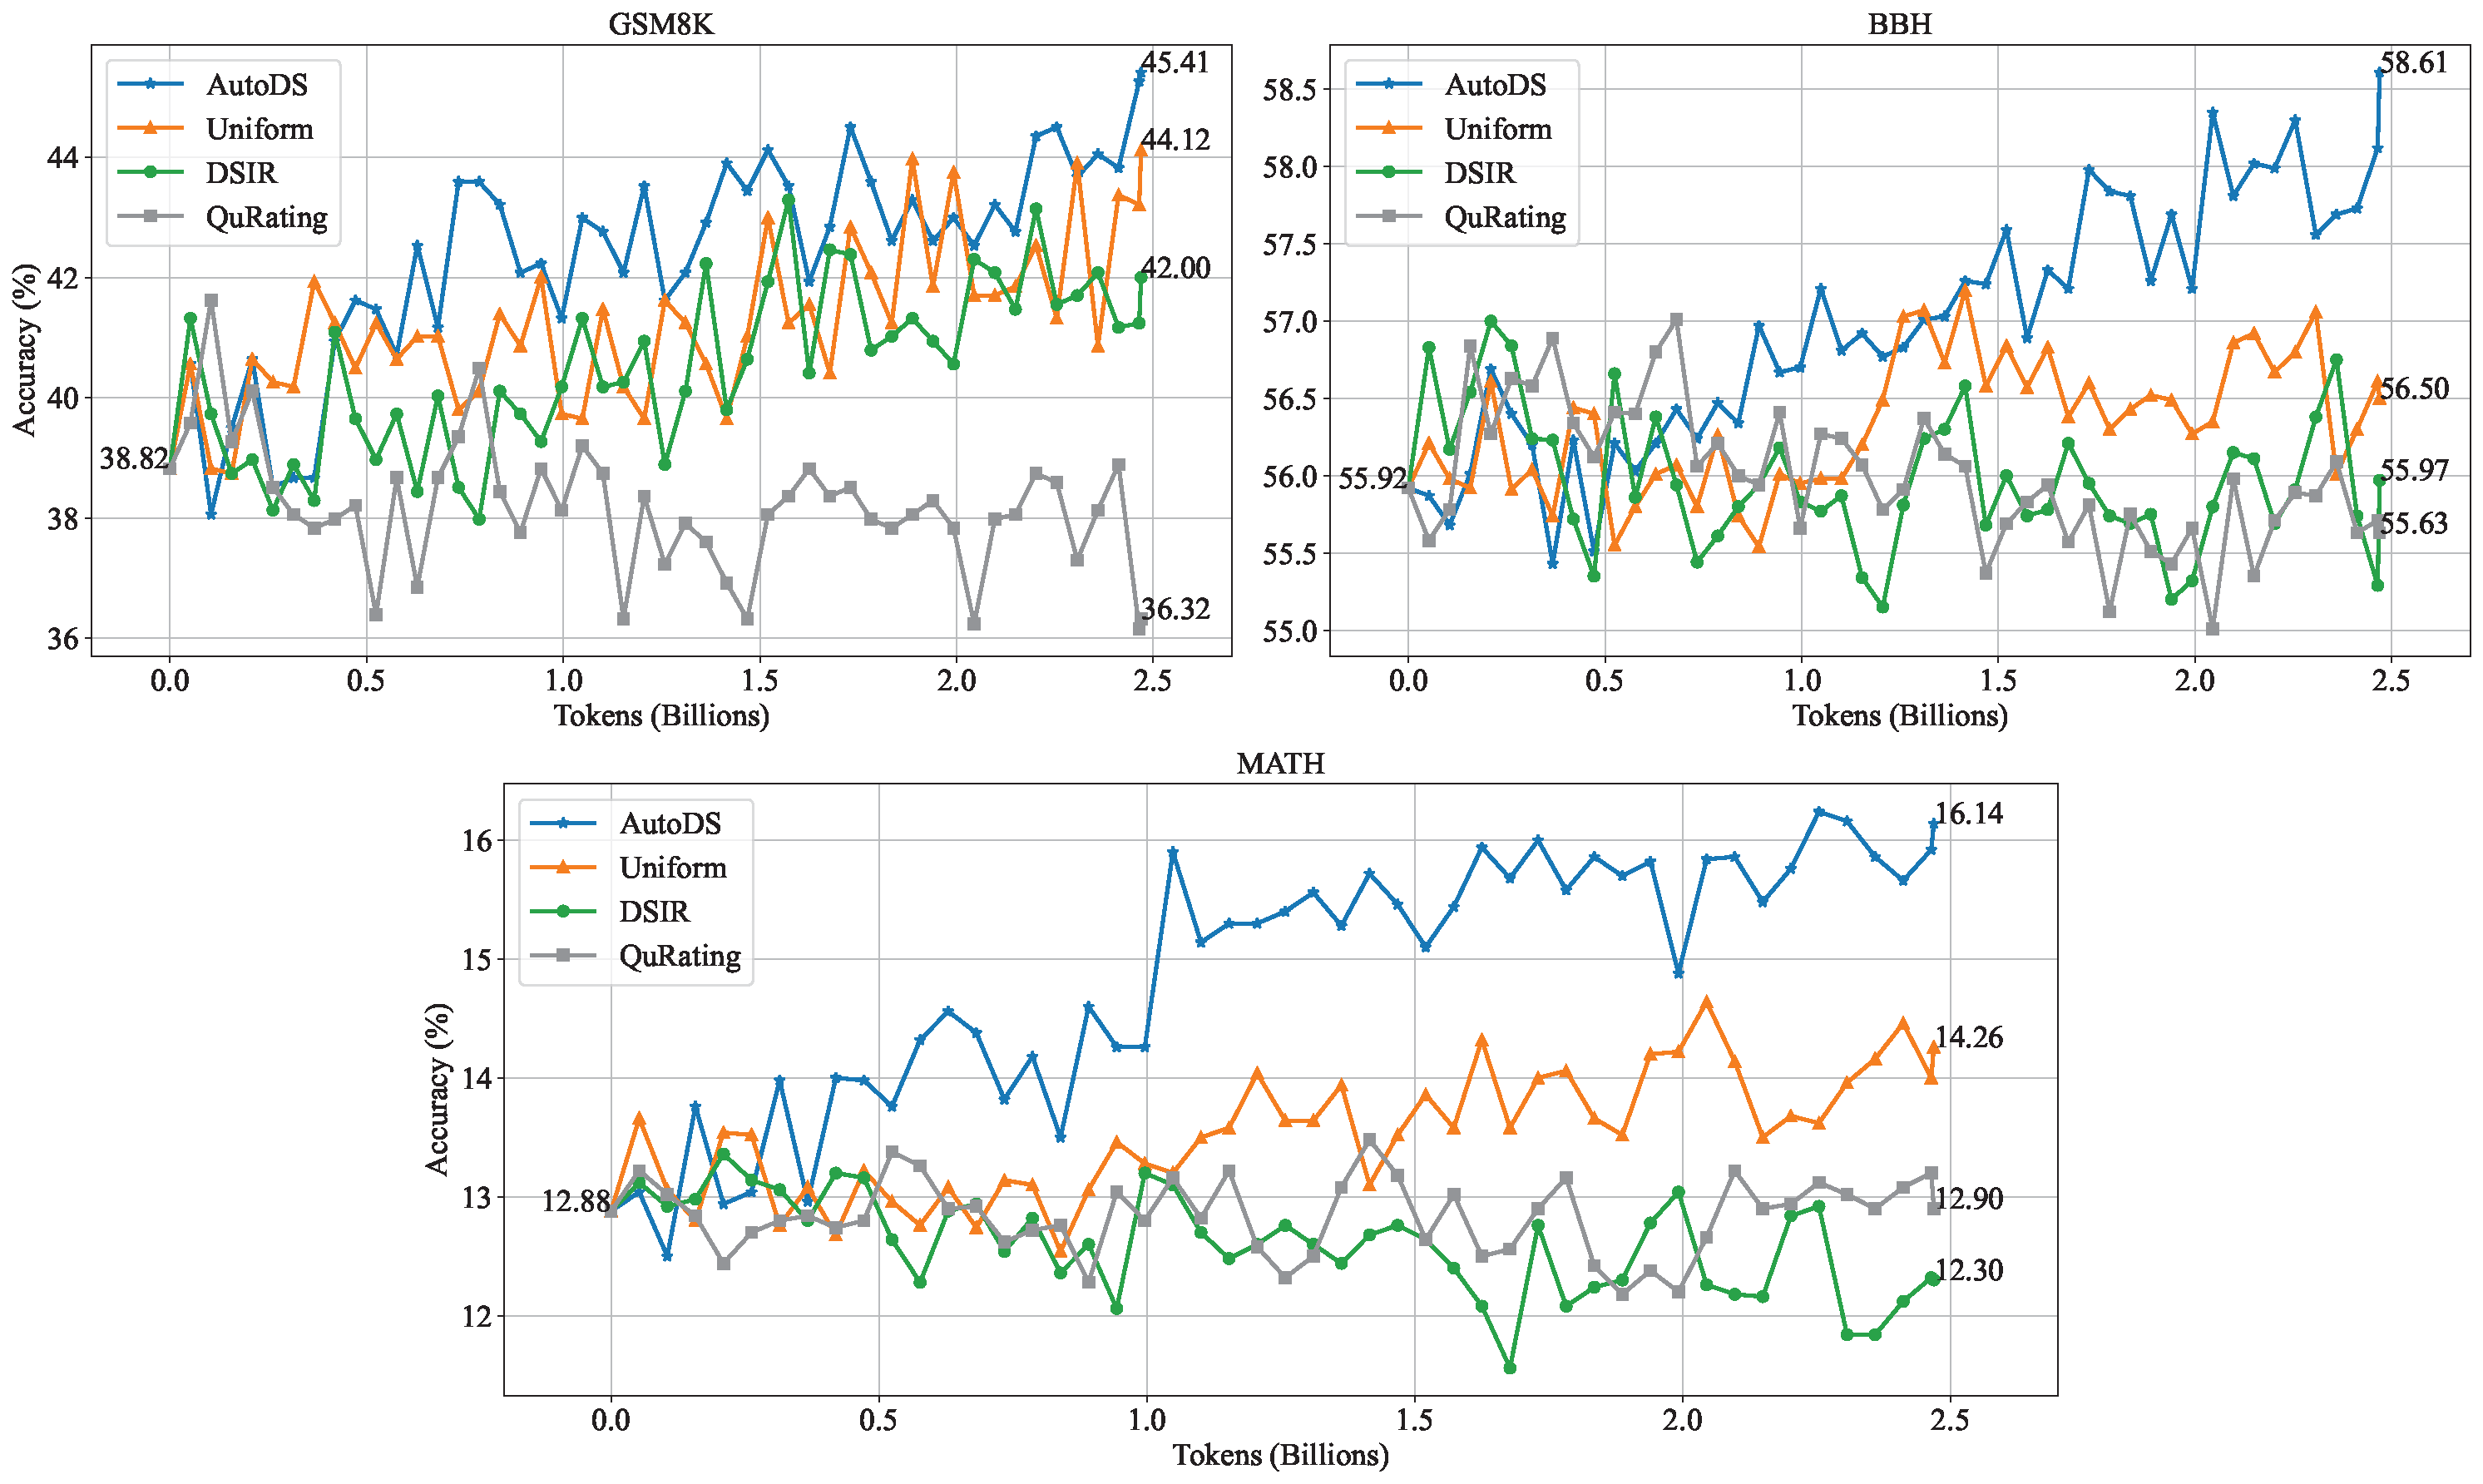 GSM8K
AutoDS
Uniform
DSIR
QuRating
45.41
44.12
42.00
36.32
38.82
44
42
40
38
36
Accuracy (%)
0.0 0.5 1.0 1.5 2.0 2.5
Tokens (Billions)
BBH
AutoDS
Uniform
DSIR
QuRating
58.61
56.50
55.97
55.63
55.92
58.5
58.0
57.5
57.0
56.5
56.0
55.5
55.0
0.0 0.5 1.0 1.5 2.0 2.5
Tokens (Billions)
MATH
AutoDS
Uniform
DSIR
QuRating
16.14
14.26
12.90
12.30
12.88
16
15
14
13
12
Accuracy (%)
0.0 0.5 1.0 1.5 2.0 2.5
Tokens (Billions)